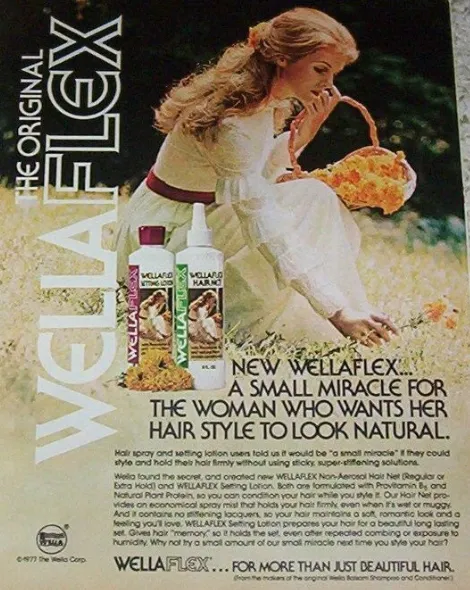 THE ORIGINAL
WELLAFLEX
WELLAFLEX
SETTING LOTION
WELLAFLEX
WELLAFLEX
HAIR NET
WELLAFLEX
8 FL. OZ.
NEW WELLAFLEX...
A SMALL MIRACLE FOR
THE WOMAN WHO WANTS HER
HAIR STYLE TO LOOK NATURAL.
Hair spray and setting lotion users told us it would be "a small miracle" if they could
style and hold their hair firmly without using sticky, super-stiffening solutions.
Wella found the secret, and created new WELLAFLEX Non-Aerosol Hair Net (Regular or
Extra Hold) and WELLAFLEX Setting Lotion. Both are formulated with Provitamin B5 and
Natural Plant Protein, so you can condition your hair while you style it. Our Hair Net pro-
vides an economical spray mist that holds your hair firmly, even when it's wet or muggy.
And it contains no stiffening lacquers, so your hair maintains a soft, romantic look and a
feeling you'll love. WELLAFLEX Setting Lotion prepares your hair for a beautiful long lasting
set. Gives hair "memory," so it holds the set, even after repeated combing or exposure to
humidity. Why not try a small amount of our small miracle next time you style your hair?
WELLA
©1977 The Wella Corp.
WELLAFLEX*... FOR MORE THAN JUST BEAUTIFUL HAIR.
(From the makers of the original Wella Balsam Shampoo and Conditioner.)